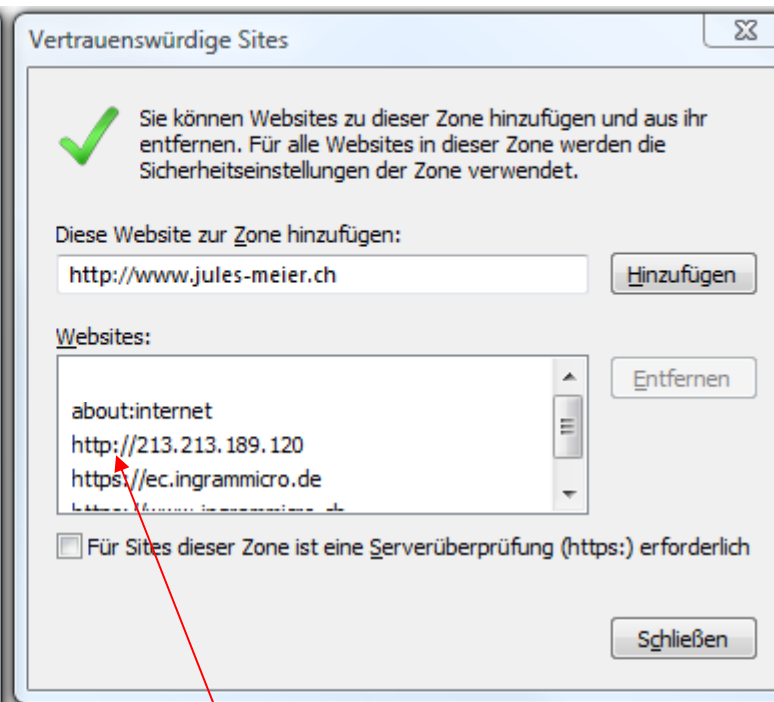 Vertrauenswürdige Sites
Sie können Websites zu dieser Zone hinzufügen und aus ihr
entfernen. Für alle Websites in dieser Zone werden die
Sicherheitseinstellungen der Zone verwendet.
Diese Website zur Zone hinzufügen:
http://www.jules-meier.ch
Hinzufügen
Websites:
about:internet
Entfernen
http://213.213.189.120
https://ec.ingrammicro.de
Für Sites dieser Zone ist eine Serverüberprüfung (https:) erforderlich
Schließen